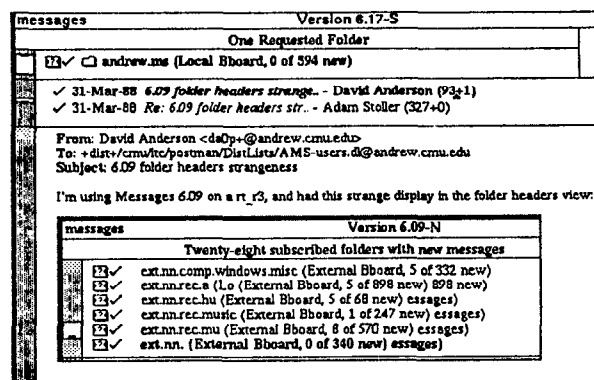 messages Version 6.17-S
One Requested Folder
andrew.ms (Local Bboard, 0 of 594 new)
31-Mar-88 6.09 folder headers strange.. - David Anderson (93+1)
31-Mar-88 Re: 6.09 folder headers str.. - Adam Stoller (327+0)
From: David Anderson <da0p+@andrew.cmu.edu>
To: +dist+/cmu/itc/postman/DistLists/AMS-users.dl@andrew.cmu.edu
Subject: 6.09 folder headers strangeness
I'm using Messages 6.09 on a rt_r3, and had this strange display in the folder headers view:
messages Version 6.09-N
Twenty-eight subscribed folders with new messages
ext.nn.comp.windows.misc (External Bboard, 5 of 332 new)
ext.nn.rec.a (Lo (External Bboard, 5 of 898 new) 898 new)
ext.nn.rec.hu (External Bboard, 5 of 68 new) essages)
ext.nn.rec.music (External Bboard, 1 of 247 new) essages)
ext.nn.rec.mu (External Bboard, 8 of 570 new) essages)
ext.nn. (External Bboard, 0 of 340 new) essages)